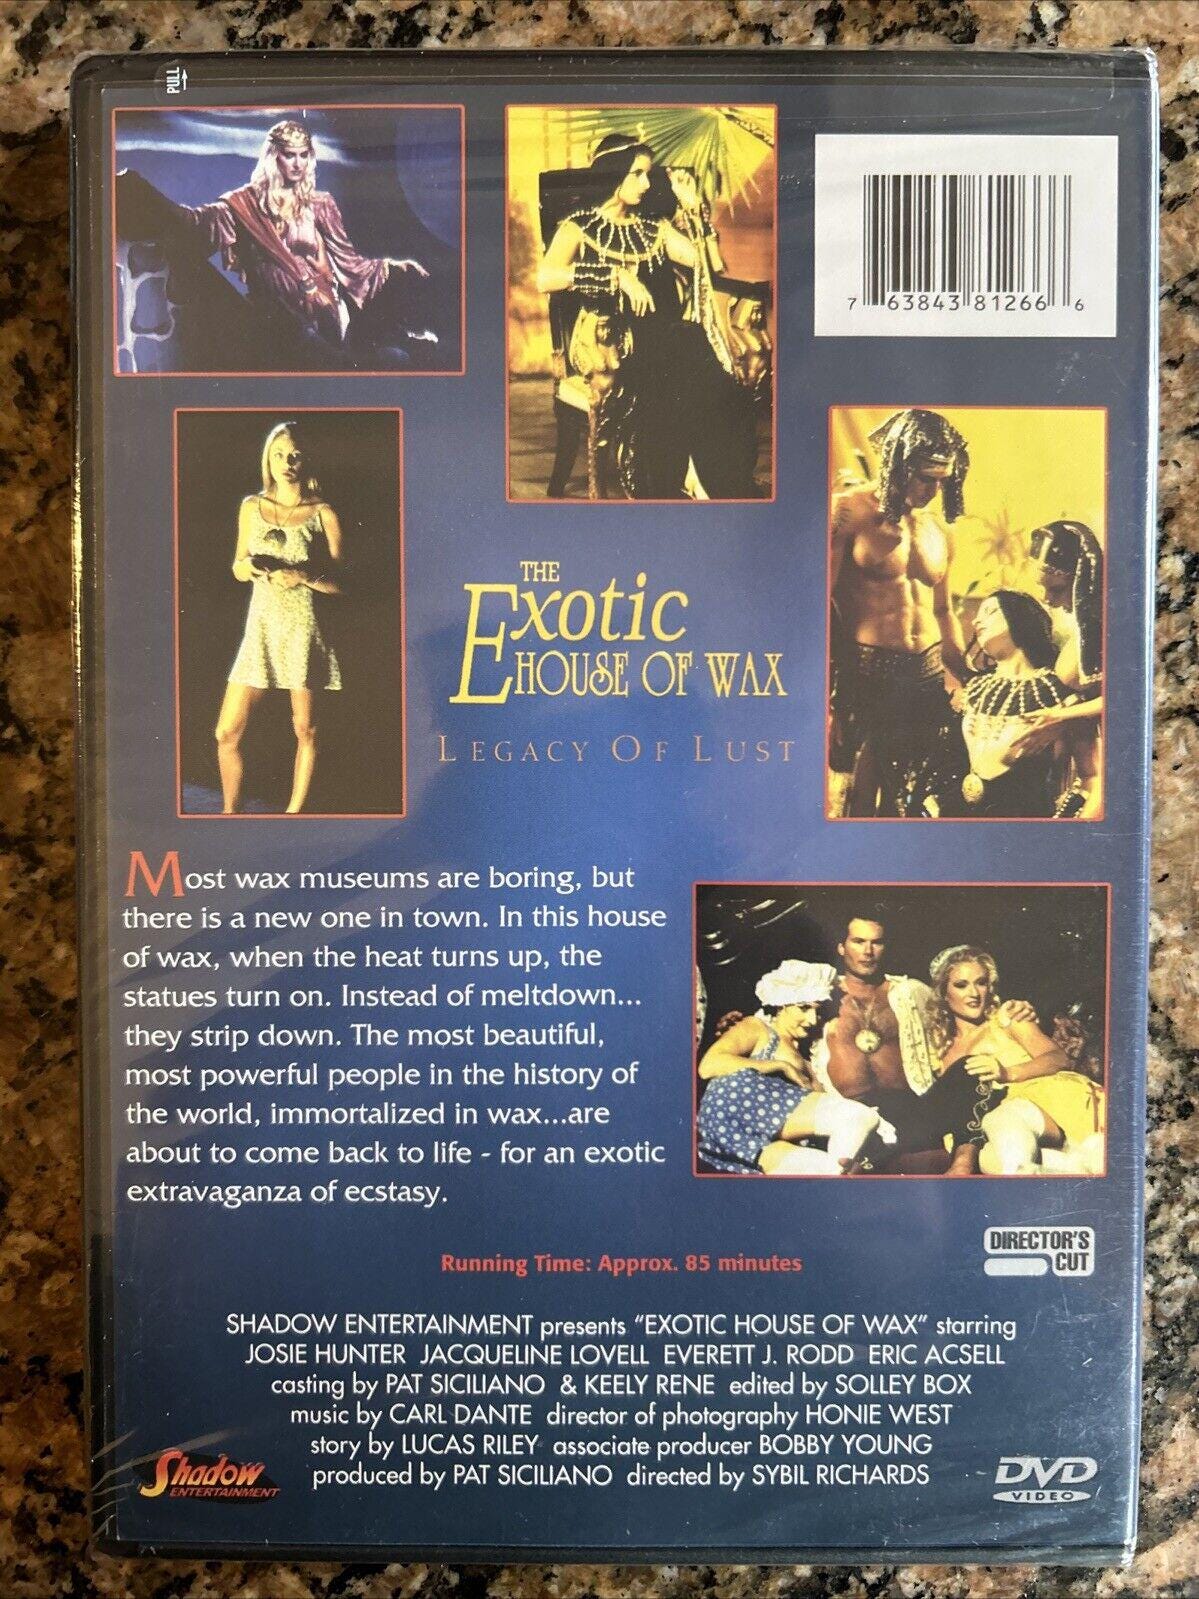 PULL
7 63843 81266 6
THE
Exotic
HOUSE OF WAX
LEGACY OF LUST
Most wax museums are boring, but
there is a new one in town. In this house
of wax, when the heat turns up, the
statues turn on. Instead of meltdown...
they strip down. The most beautiful,
most powerful people in the history of
the world, immortalized in wax...are
about to come back to life - for an exotic
extravaganza of ecstasy.
Running Time: Approx. 85 minutes
DIRECTOR'S
CUT
SHADOW ENTERTAINMENT presents "EXOTIC HOUSE OF WAX" starring
JOSIE HUNTER JACQUELINE LOVELL EVERETT J. RODD ERIC ACSELL
casting by PAT SICILIANO & KEELY RENE edited by SOLLEY BOX
music by CARL DANTE director of photography HONIE WEST
story by LUCAS RILEY associate producer BOBBY YOUNG
produced by PAT SICILIANO directed by SYBIL RICHARDS
Shadow
ENTERTAINMENT
DVD
VIDEO